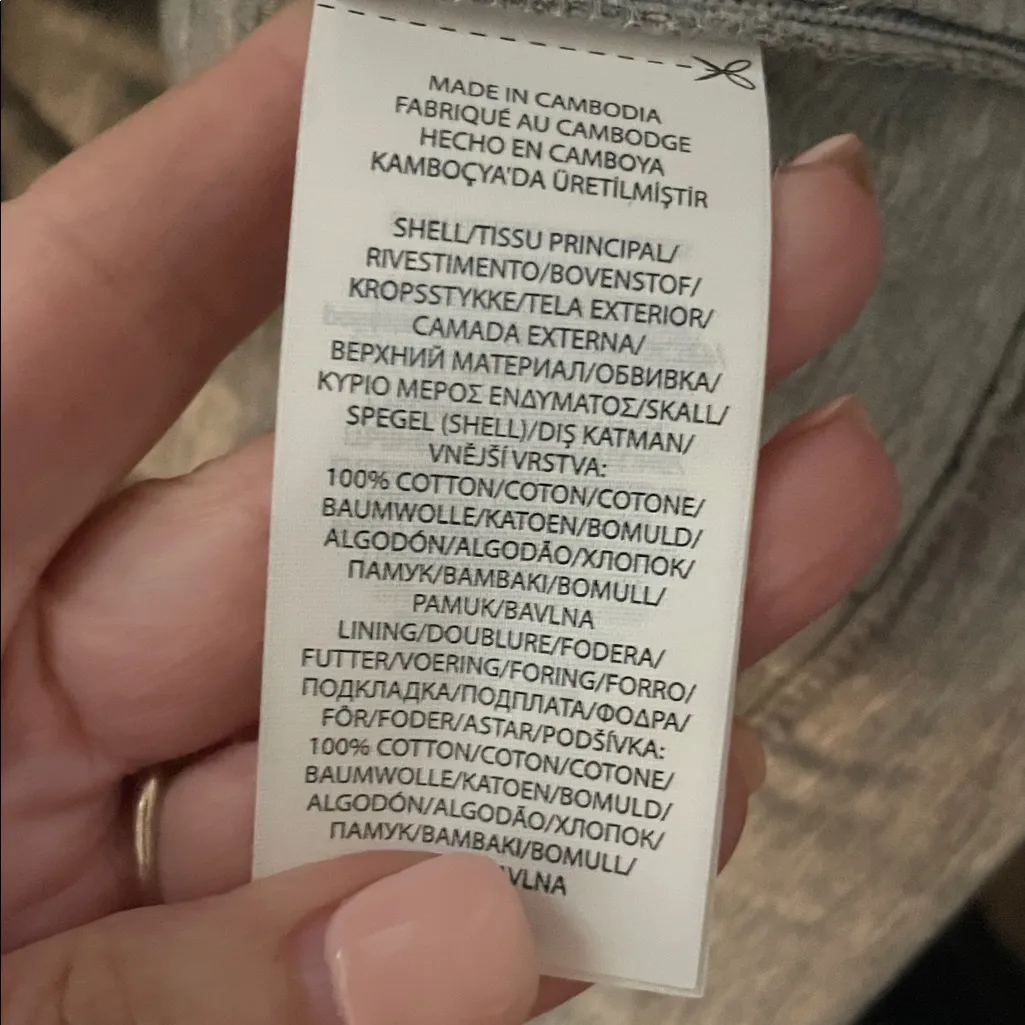 MADE IN CAMBODIA
FABRIQUÉ AU CAMBODGE
HECHO EN CAMBOYA
KAMBOÇYA'DA ÜRETİLMİŞTİR
SHELL/TISSU PRINCIPAL/
RIVESTIMENTO/BOVENSTOF/
KROPSSTYKKE/TELA EXTERIOR/
CAMADA EXTERNA/
ВЕРХНИЙ МАТЕРИАЛ/ОБВИВКА/
ΚΥΡΙΟ ΜΕΡΟΣ ΕΝΔΥΜΑΤΟΣ/SKALL/
SPEGEL (SHELL)/DIŞ KATMAN/
VNĚJŠÍ VRSTVA:
100% COTTON/COTON/COTONE/
BAUMWOLLE/KATOEN/BOMULD/
ALGODÓN/ALGODÃO/ХЛОПОК/
ПАМУК/ΒΑΜΒΑΚΙ/BOMULL/
PAMUK/BAVLNA
LINING/DOUBLURE/FODERA/
FUTTER/VOERING/FORING/FORRO/
ПОДКЛАДКА/ПОДПЛАТА/ΦΟΔΡΑ/
FÔR/FODER/ASTAR/PODŠÍVKA:
100% COTTON/COTON/COTONE/
BAUMWOLLE/KATOEN/BOMULD/
ALGODÓN/ALGODÃO/ХЛОПОК/
ПАМУК/ΒΑΜΒΑΚΙ/BOMULL/
VLNA